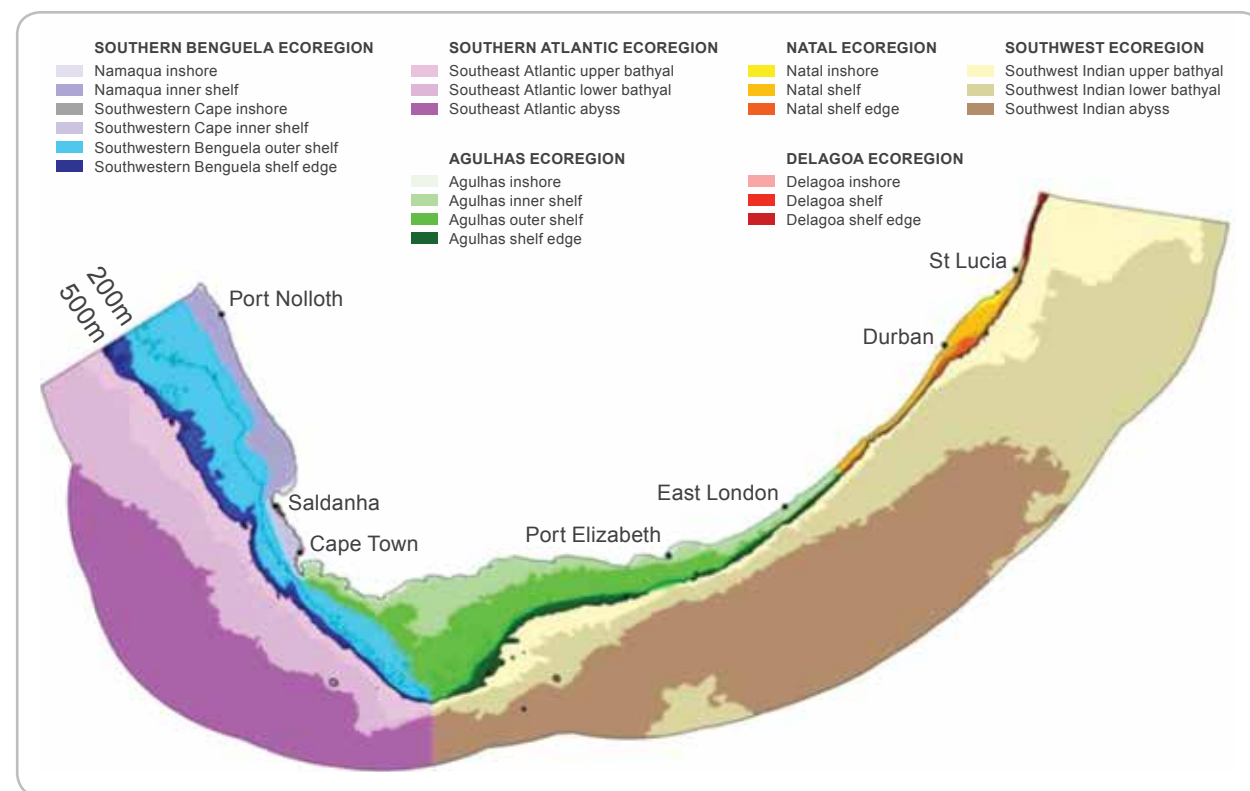 SOUTHERN BENGUELA ECOREGION
Namaqua inshore
Namaqua inner shelf
Southwestern Cape inshore
Southwestern Cape inner shelf
Southwestern Benguela outer shelf
Southwestern Benguela shelf edge
SOUTHERN ATLANTIC ECOREGION
Southeast Atlantic upper bathyal
Southeast Atlantic lower bathyal
Southeast Atlantic abyss
AGULHAS ECOREGION
Agulhas inshore
Agulhas inner shelf
Agulhas outer shelf
Agulhas shelf edge
NATAL ECOREGION
Natal inshore
Natal shelf
Natal shelf edge
DELAGOA ECOREGION
Delagoa inshore
Delagoa shelf
Delagoa shelf edge
SOUTHWEST ECOREGION
Southwest Indian upper bathyal
Southwest Indian lower bathyal
Southwest Indian abyss
200m
500m
Port Nolloth
Saldanha
Cape Town
Port Elizabeth
East London
Durban
St Lucia